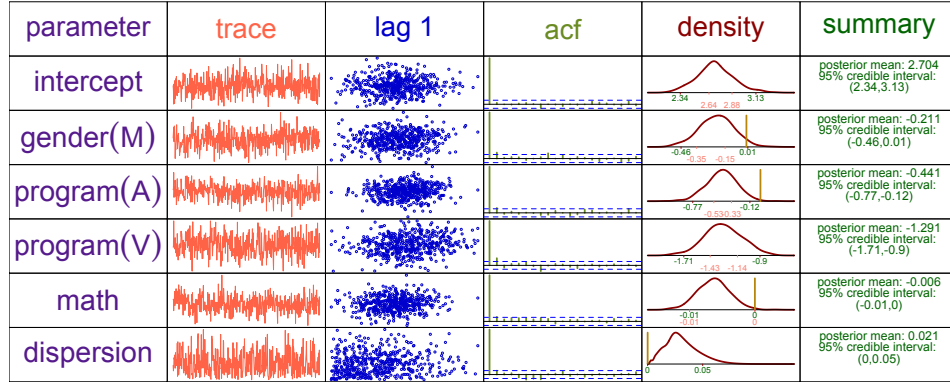 parameter trace lag 1 acf density summary
intercept
2.34 3.13
2.64 2.88
posterior mean: 2.704
95% credible interval:
(2.34,3.13)
gender(M)
-0.46 0.01
-0.35 -0.15
posterior mean: -0.211
95% credible interval:
(-0.46,0.01)
program(A)
-0.77 -0.12
-0.53-0.33
posterior mean: -0.441
95% credible interval:
(-0.77,-0.12)
program(V)
-1.71 -0.9
-1.43 -1.14
posterior mean: -1.291
95% credible interval:
(-1.71,-0.9)
math
-0.01 0
-0.01 0
posterior mean: -0.006
95% credible interval:
(-0.01,0)
dispersion
0 0.05
posterior mean: 0.021
95% credible interval:
(0,0.05)